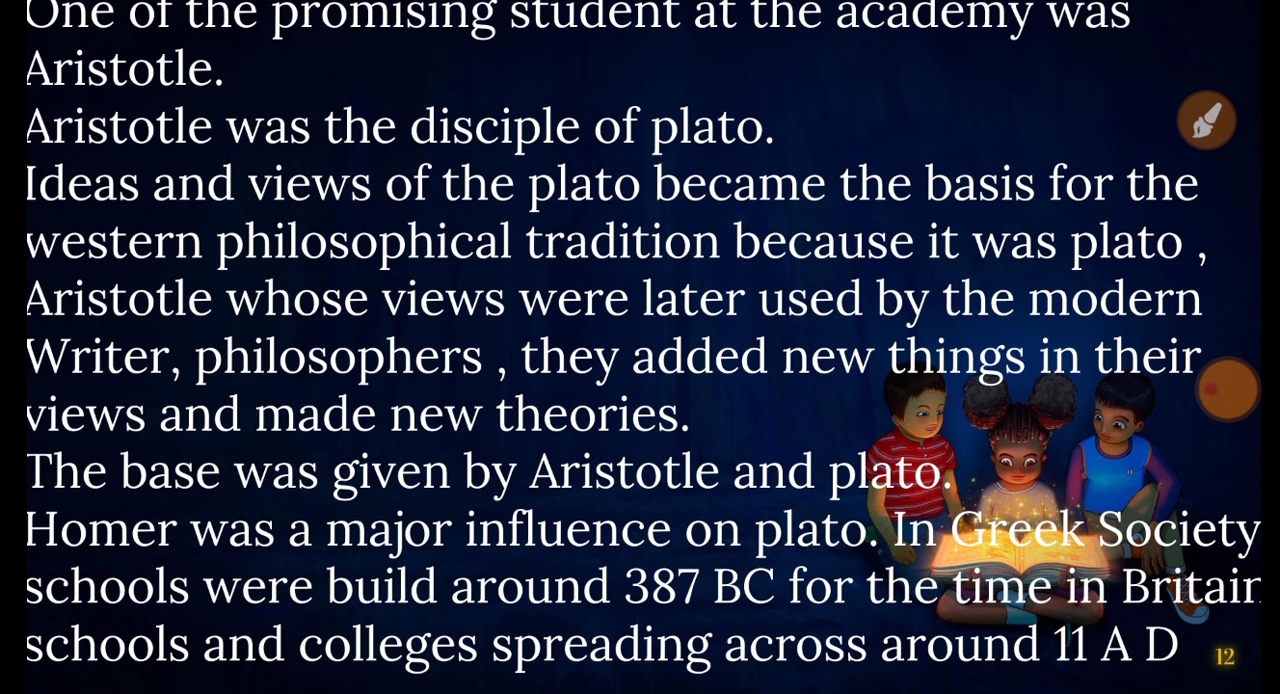 One of the promising student at the academy was
Aristotle.
Aristotle was the disciple of plato.
Ideas and views of the plato became the basis for the
western philosophical tradition because it was plato ,
Aristotle whose views were later used by the modern
Writer, philosophers , they added new things in their
views and made new theories.
The base was given by Aristotle and plato.
Homer was a major influence on plato. In Greek Society
schools were build around 387 BC for the time in Britain
schools and colleges spreading across around 11 A D
12